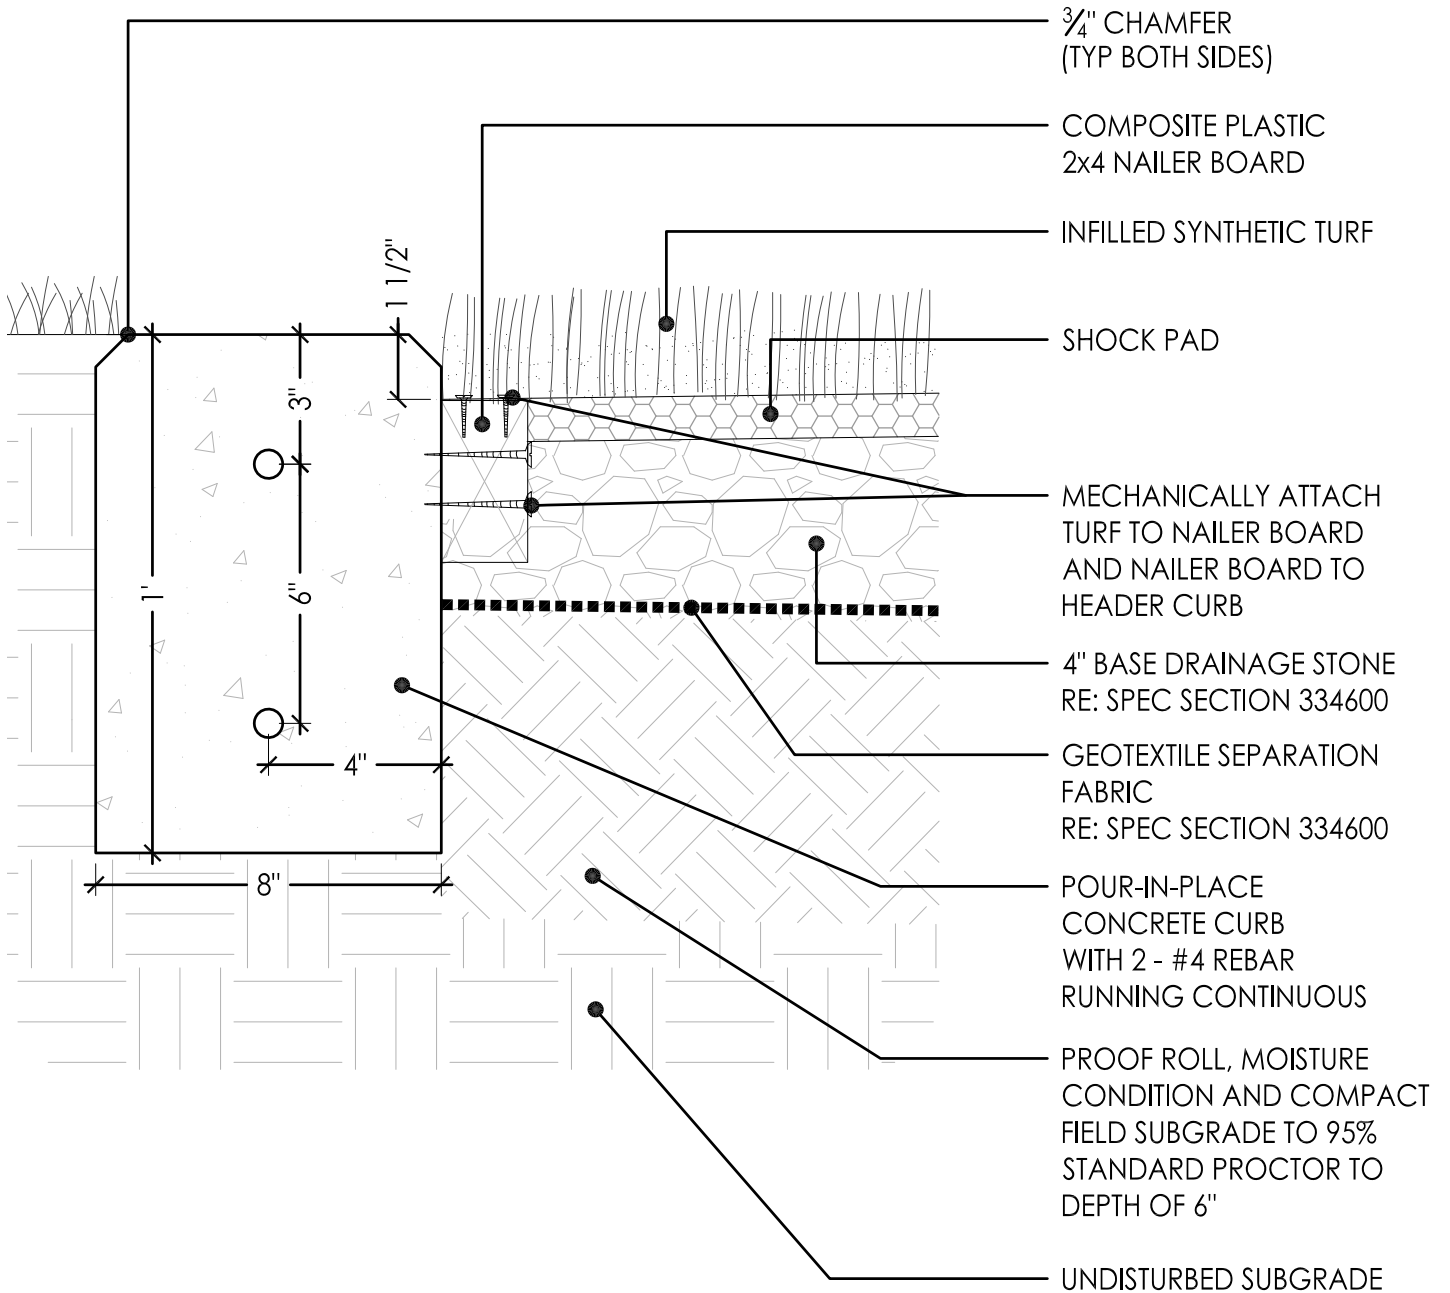 ¾" CHAMFER
(TYP BOTH SIDES)
COMPOSITE PLASTIC
2x4 NAILER BOARD
INFILLED SYNTHETIC TURF
1 1/2"
SHOCK PAD
3"
MECHANICALLY ATTACH
TURF TO NAILER BOARD
AND NAILER BOARD TO
HEADER CURB
1'
6"
4" BASE DRAINAGE STONE
RE: SPEC SECTION 334600
4"
GEOTEXTILE SEPARATION
FABRIC
RE: SPEC SECTION 334600
8"
POUR-IN-PLACE
CONCRETE CURB
WITH 2 - #4 REBAR
RUNNING CONTINUOUS
PROOF ROLL, MOISTURE
CONDITION AND COMPACT
FIELD SUBGRADE TO 95%
STANDARD PROCTOR TO
DEPTH OF 6"
UNDISTURBED SUBGRADE